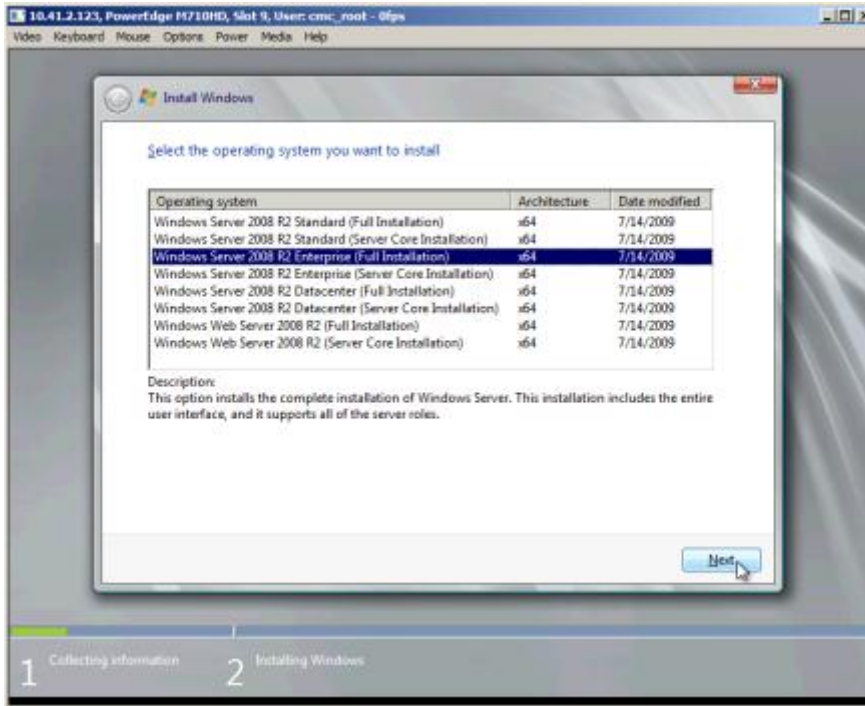 10.41.2.123, PowerEdge M710HD, Slot 9, User: cmc_root - 0fps
Video Keyboard Mouse Options Power Media Help
Install Windows
Select the operating system you want to install
Operating system Architecture Date modified
Windows Server 2008 R2 Standard (Full Installation) x64 7/14/2009
Windows Server 2008 R2 Standard (Server Core Installation) x64 7/14/2009
Windows Server 2008 R2 Enterprise (Full Installation) x64 7/14/2009
Windows Server 2008 R2 Enterprise (Server Core Installation) x64 7/14/2009
Windows Server 2008 R2 Datacenter (Full Installation) x64 7/14/2009
Windows Server 2008 R2 Datacenter (Server Core Installation) x64 7/14/2009
Windows Web Server 2008 R2 (Full Installation) x64 7/14/2009
Windows Web Server 2008 R2 (Server Core Installation) x64 7/14/2009
Description:
This option installs the complete installation of Windows Server. This installation includes the entire
user interface, and it supports all of the server roles.
Next
1 Collecting information 2 Installing Windows